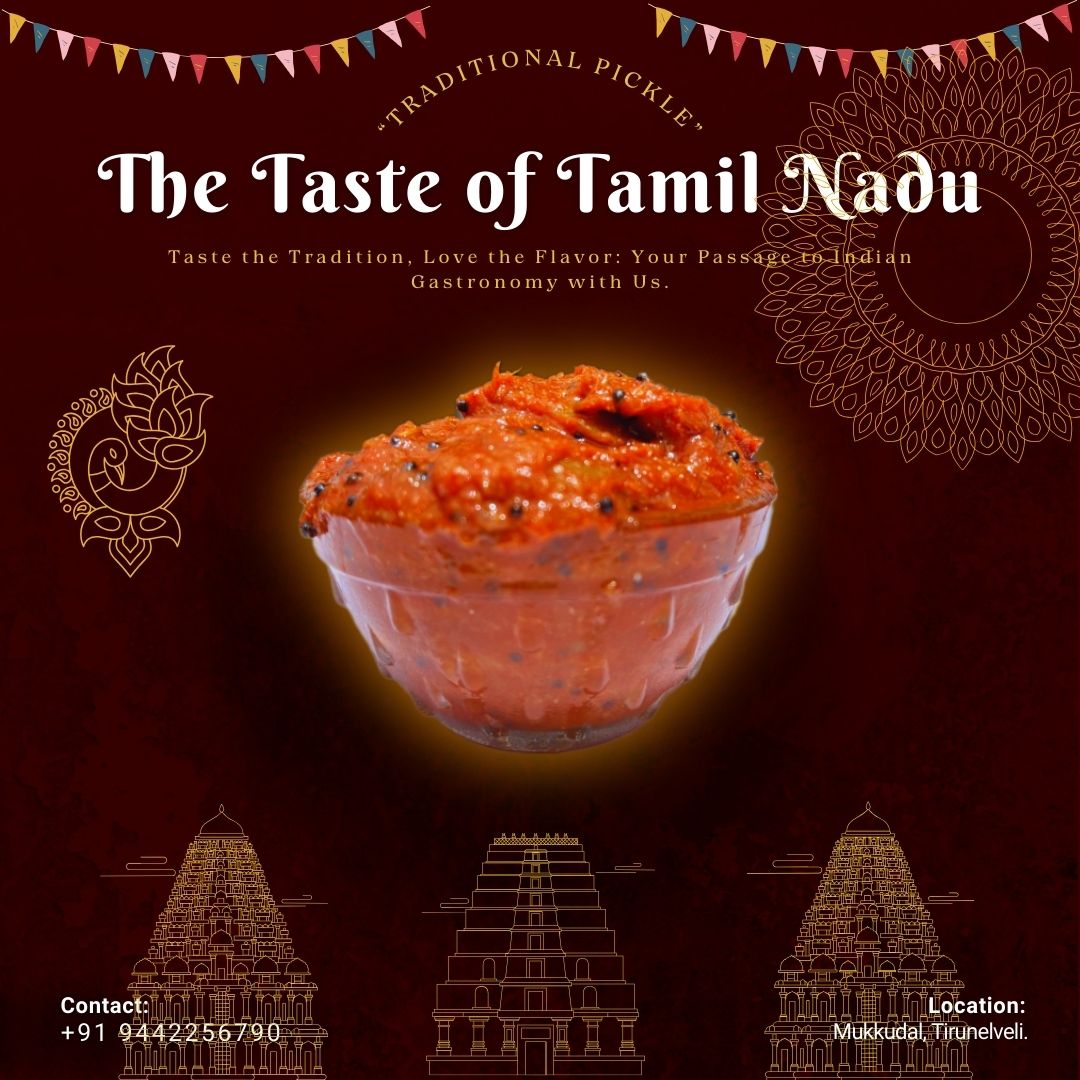 “TRADITIONAL PICKLE”
The Taste of Tamil Nadu
Taste the Tradition, Love the Flavor: Your Passage to Indian
Gastronomy with Us.
Contact:
+91 9442256790
Location:
Mukkudal, Tirunelveli.